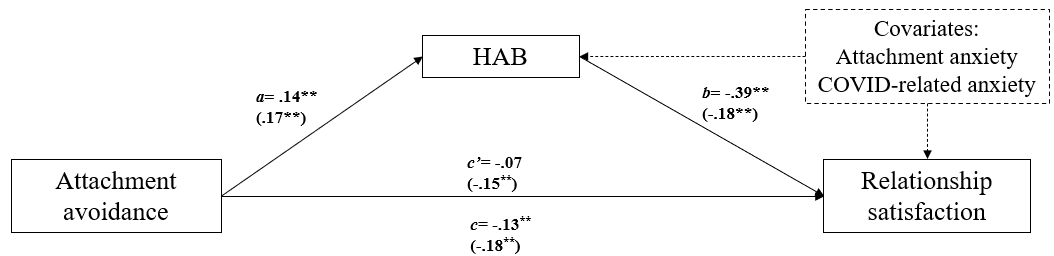 Covariates:
Attachment anxiety
COVID-related anxiety
HAB
a= .14**
(.17**)
b= -.39**
(-.18**)
Attachment
avoidance
c’= -.07
(-.15**)
c= -.13**
(-.18**)
Relationship
satisfaction